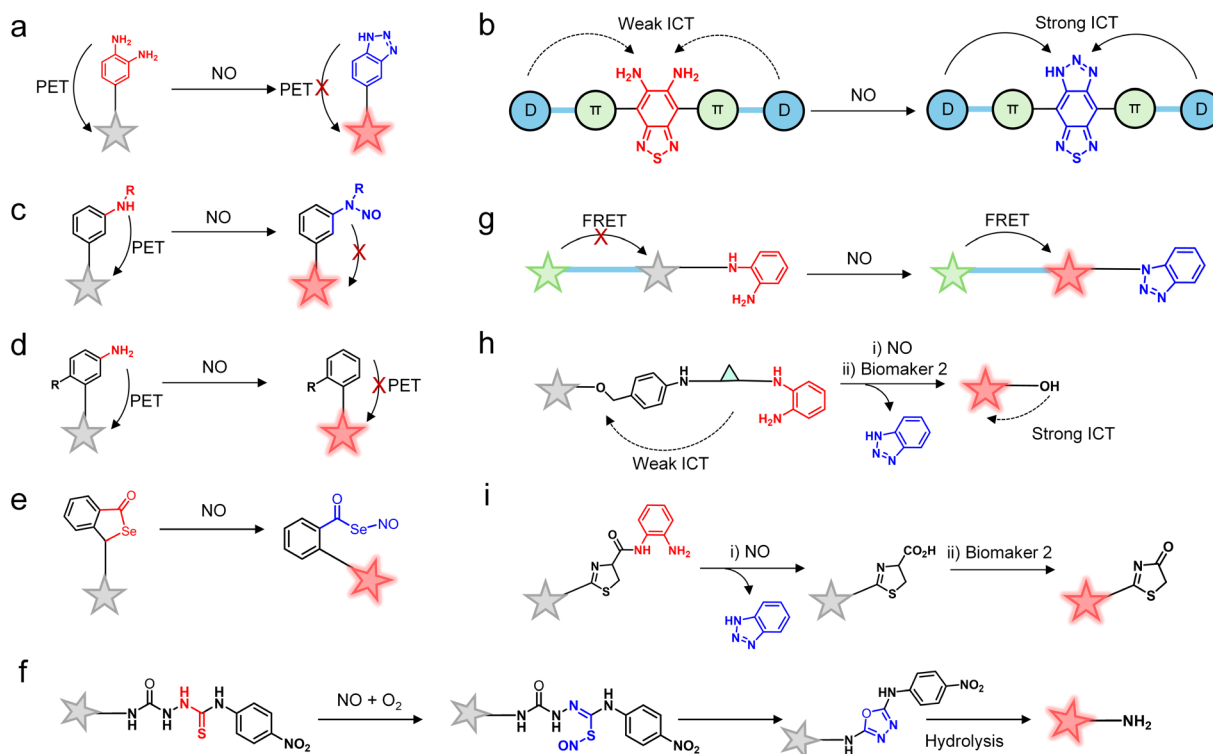 a
NH2
NH2
PET
NO
HN
N
N
PET
X
b
Weak ICT
H2N
NH2
D
π
π
D
N
N
S
NO
Strong ICT
HN
N
N
D
π
π
D
N
N
S
c
R
NH
PET
NO
R
N
NO
X
g
FRET
X
H
N
H2N
NO
FRET
N
N
N
d
NH2
R
PET
NO
R
X
PET
h
O
H
N
H
N
H2N
Weak ICT
i) NO
ii) Biomaker 2
HN
N
N
OH
Strong ICT
e
O
Se
NO
O
Se
NO
i
O
NH
NH2
N
S
i) NO
HN
N
N
CO2H
N
S
ii) Biomaker 2
O
N
S
f
O
N
H
H
N
N
H
S
H
N
NO2
NO + O2
O
N
H
H
N
N
S
ON
H
N
NO2
NO2
HN
O
N
N
N
H
Hydrolysis
NH2